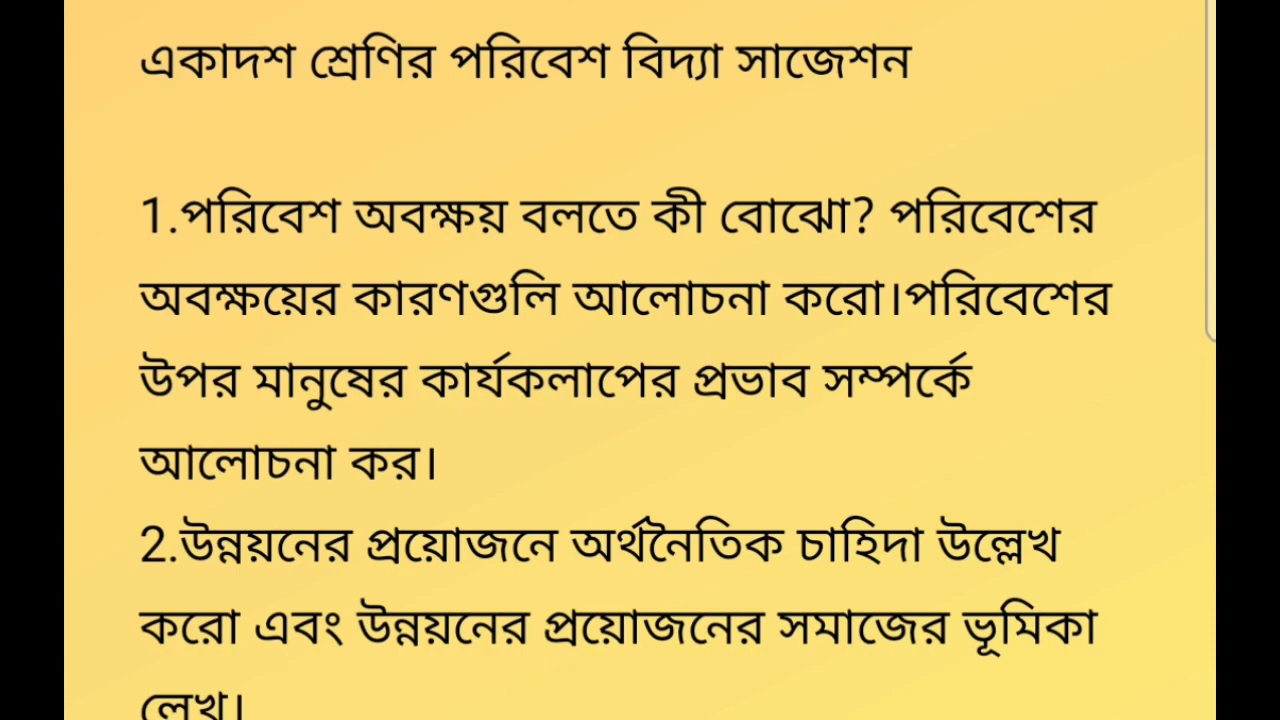 একাদশ শ্রেণির পরিবেশ বিদ্যা সাজেশন
1.পরিবেশ অবক্ষয় বলতে কী বোঝো? পরিবেশের
অবক্ষয়ের কারণগুলি আলোচনা করো।পরিবেশের
উপর মানুষের কার্যকলাপের প্রভাব সম্পর্কে
আলোচনা কর।
2.উন্নয়নের প্রয়োজনে অর্থনৈতিক চাহিদা উল্লেখ
করো এবং উন্নয়নের প্রয়োজনের সমাজের ভূমিকা
লেখ।